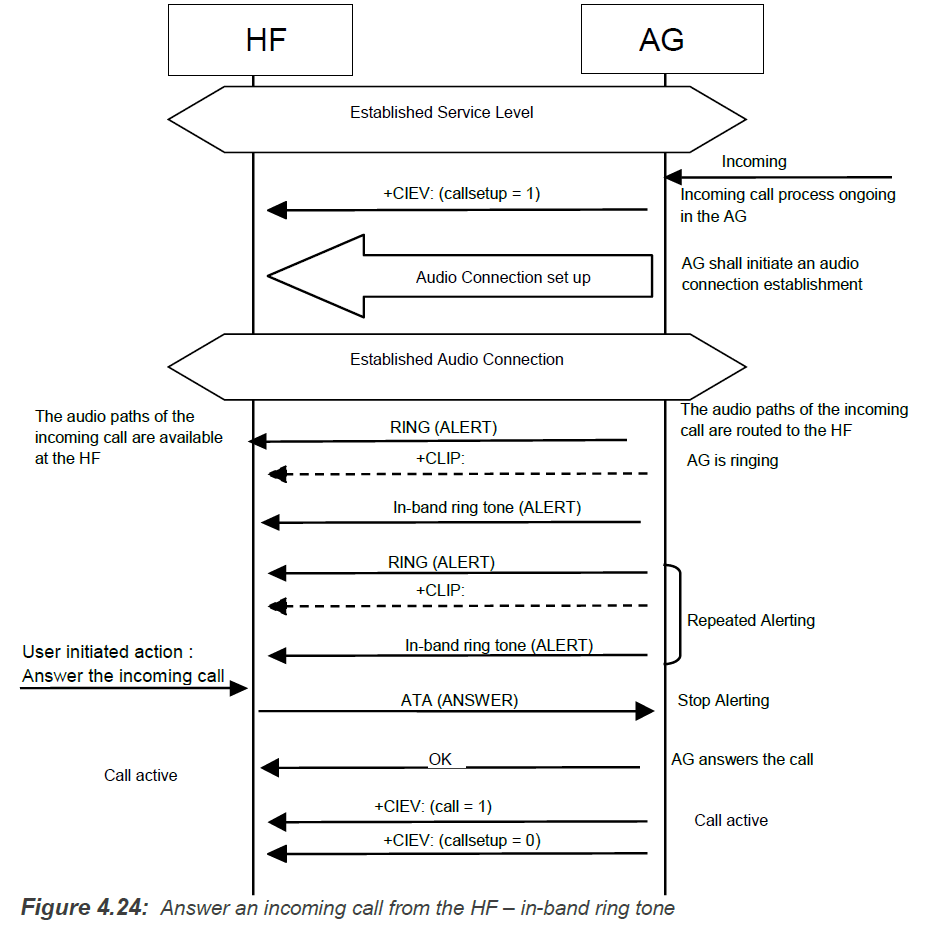 HF
AG
Established Service Level
Incoming
+CIEV: (callsetup = 1)
Incoming call process ongoing
in the AG
Audio Connection set up
AG shall initiate an audio
connection establishment
Established Audio Connection
The audio paths of the
incoming call are available
at the HF
RING (ALERT)
The audio paths of the incoming
call are routed to the HF
+CLIP:
AG is ringing
In-band ring tone (ALERT)
RING (ALERT)
+CLIP:
Repeated Alerting
In-band ring tone (ALERT)
User initiated action :
Answer the incoming call
ATA (ANSWER)
Stop Alerting
OK
AG answers the call
Call active
+CIEV: (call = 1)
Call active
+CIEV: (callsetup = 0)
Figure 4.24: Answer an incoming call from the HF – in-band ring tone